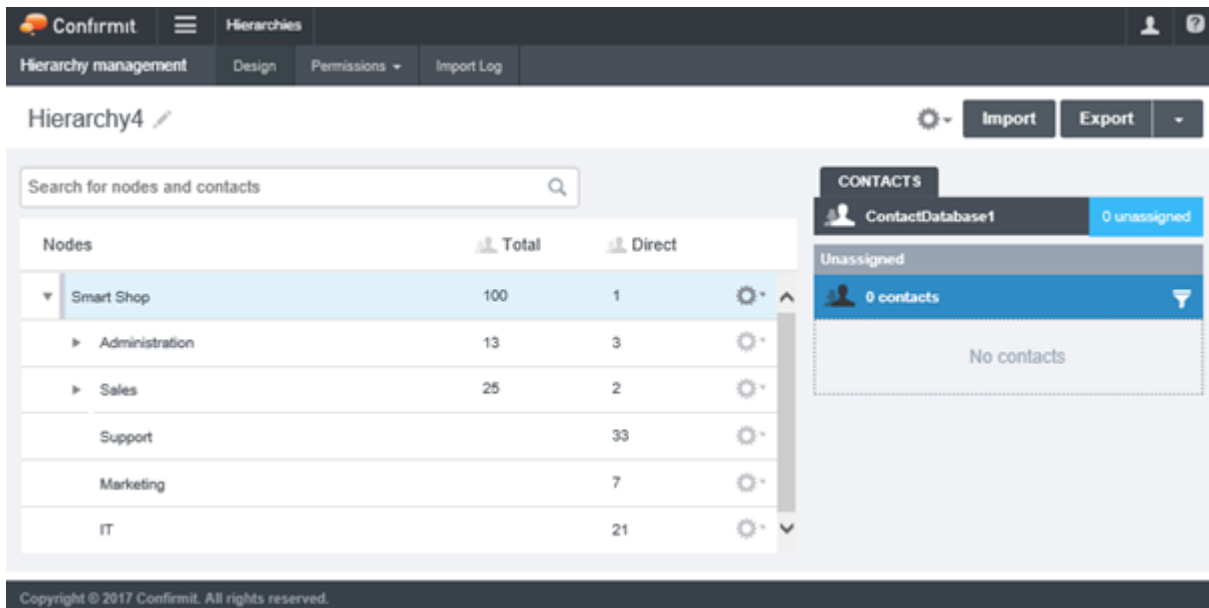 Confirmit Hierarchies
Hierarchy management Design Permissions Import Log
Hierarchy4 Import Export
Search for nodes and contacts
CONTACTS
ContactDatabase1 0 unassigned
Nodes Total Direct
Unassigned
Smart Shop 100 1
0 contacts
Administration 13 3
No contacts
Sales 25 2
Support 33
Marketing 7
IT 21
Copyright © 2017 Confirmit. All rights reserved.